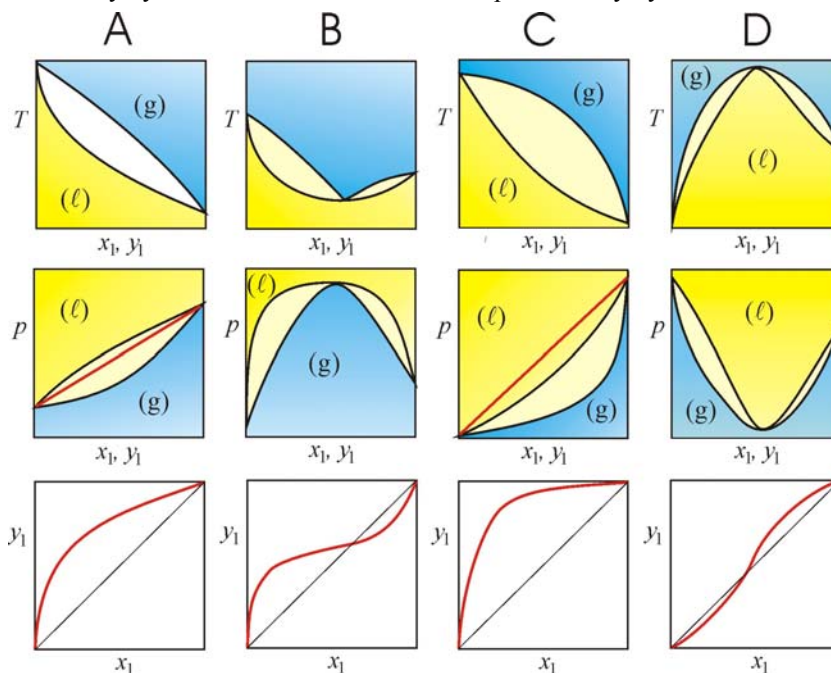 A B C D
T (g) T T (g) T (g)
(ℓ) (ℓ) (ℓ)
x₁, y₁ x₁, y₁ x₁, y₁ x₁, y₁
p (ℓ) p (ℓ) p (ℓ) p (ℓ)
(g) (g) (g) (g)
x₁, y₁ x₁, y₁ x₁, y₁ x₁, y₁
y₁ y₁ y₁ y₁
x₁ x₁ x₁ x₁